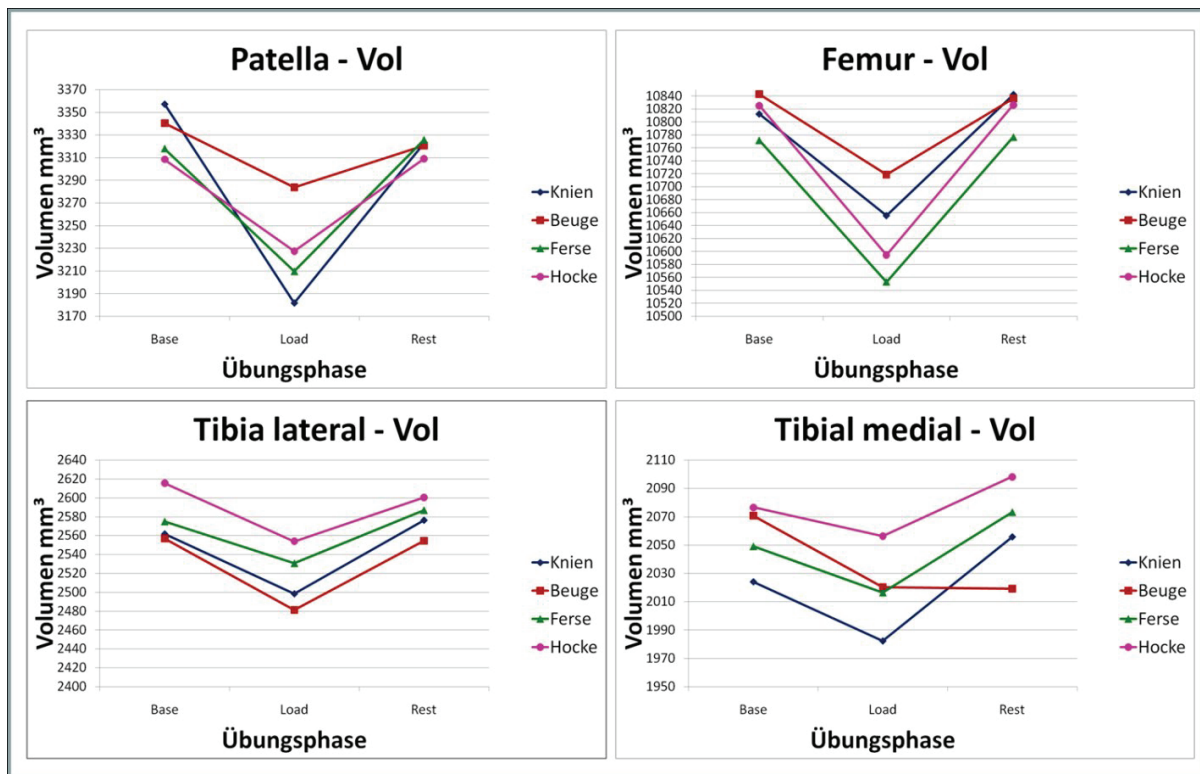 Patella - Vol
Volumen mm³
3370
3350
3330
3310
3290
3270
3250
3230
3210
3190
3170
Base Load Rest
Übungsphase
Knien
Beuge
Ferse
Hocke
Femur - Vol
Volumen mm³
10840
10820
10800
10780
10760
10740
10720
10700
10680
10660
10640
10620
10600
10580
10560
10540
10520
10500
Base Load Rest
Übungsphase
Knien
Beuge
Ferse
Hocke
Tibia lateral - Vol
Volumen mm³
2640
2620
2600
2580
2560
2540
2520
2500
2480
2460
2440
2420
2400
Base Load Rest
Übungsphase
Knien
Beuge
Ferse
Hocke
Tibial medial - Vol
Volumen mm³
2110
2090
2070
2050
2030
2010
1990
1970
1950
Base Load Rest
Übungsphase
Knien
Beuge
Ferse
Hocke